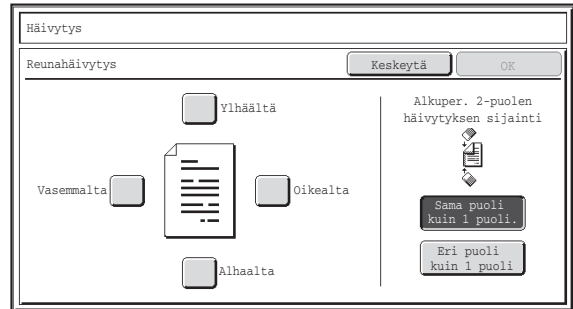 Häivytys
Reunahäivytys
Keskeytä
OK
Ylhäältä
Vasemmalta
Oikealta
Alhaalta
Alkuper. 2-puolen
häivytyksen sijainti
Sama puoli
kuin 1 puoli.
Eri puoli
kuin 1 puoli